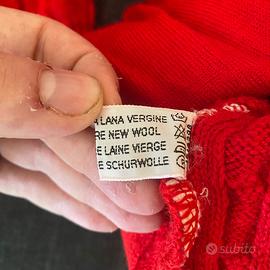 LANA VERGINE
RE NEW WOOL
E LAINE VIERGE
E SCHURWOLLE
subito